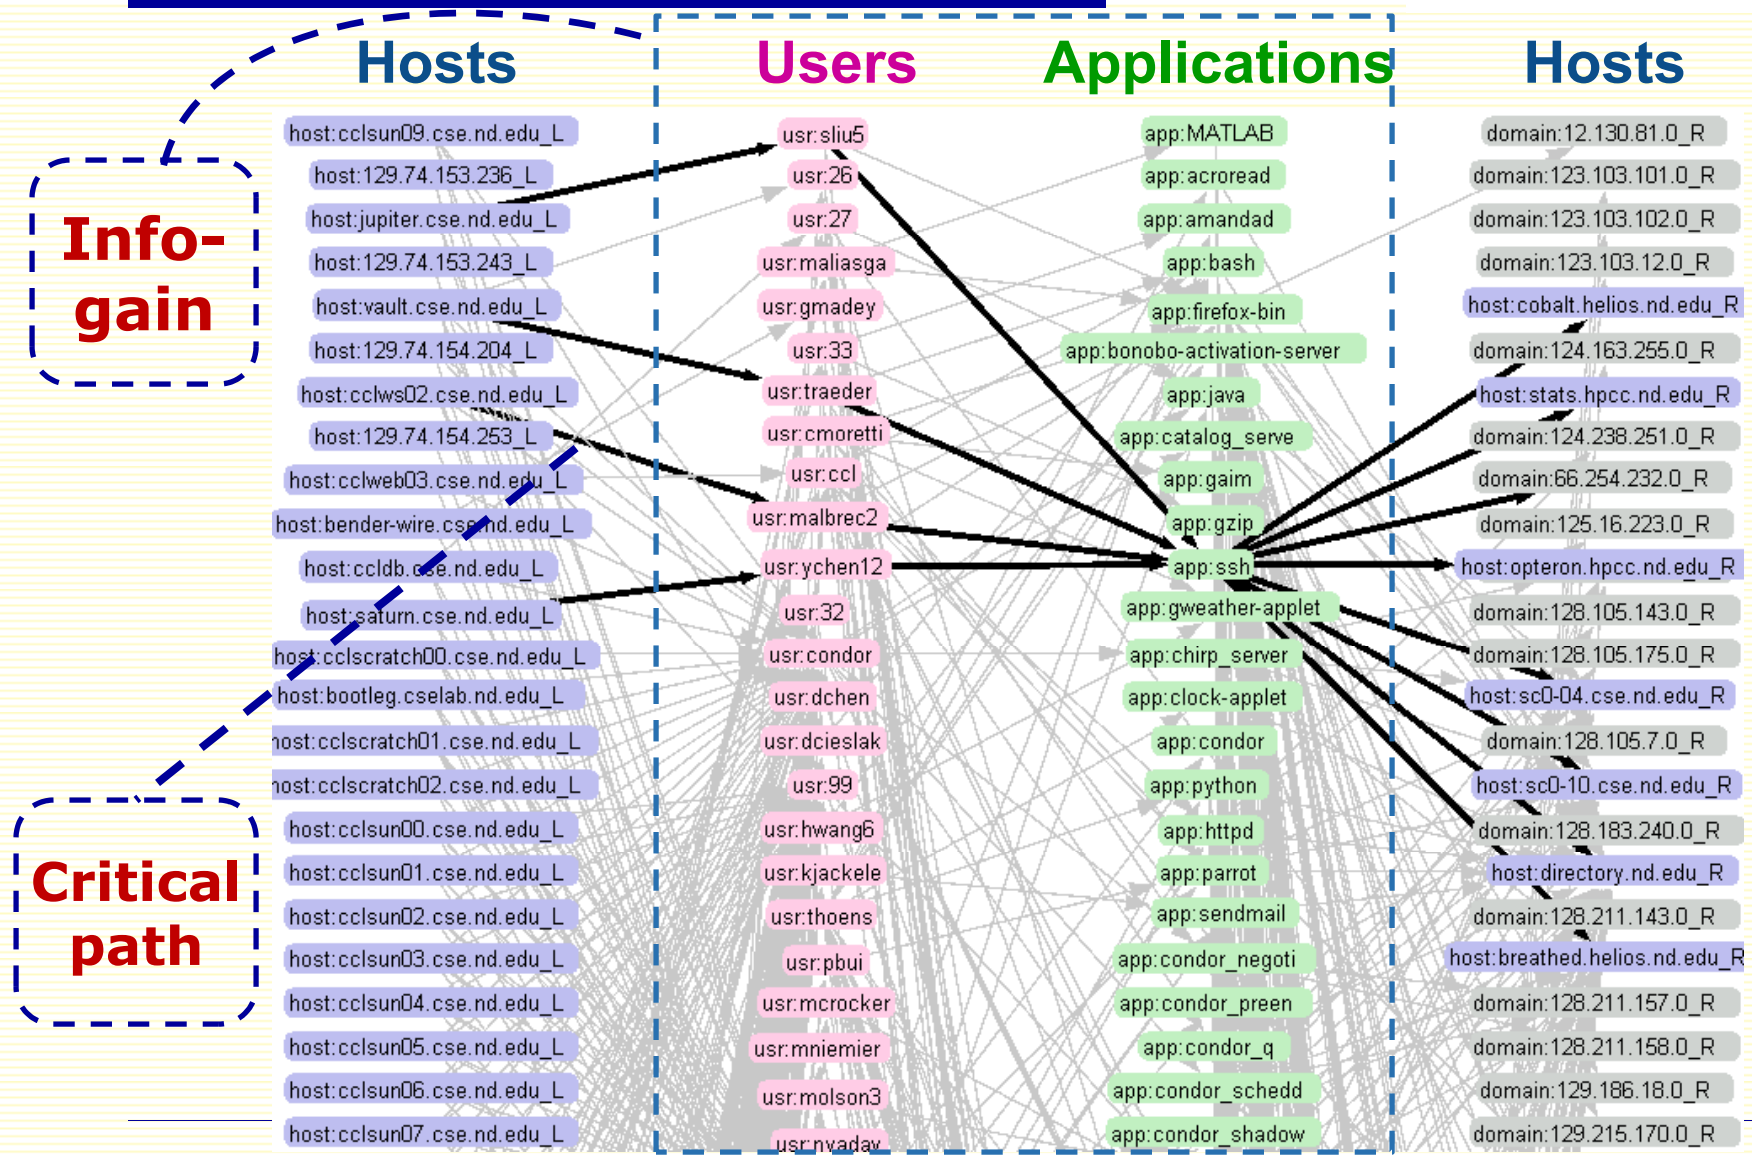 Hosts
Users
Applications
Hosts
Info-
gain
Critical
path
host:cclsun09.cse.nd.edu_L
host:129.74.153.236_L
host:jupiter.cse.nd.edu_L
host:129.74.153.243_L
host:vault.cse.nd.edu_L
host:129.74.154.204_L
host:cclws02.cse.nd.edu_L
host:129.74.154.253_L
host:cclweb03.cse.nd.edu_L
host:bender-wire.cse.nd.edu_L
host:ccldb.cse.nd.edu_L
host:saturn.cse.nd.edu_L
host:cclscratch00.cse.nd.edu_L
host:bootleg.cselab.nd.edu_L
host:cclscratch01.cse.nd.edu_L
host:cclscratch02.cse.nd.edu_L
host:cclsun00.cse.nd.edu_L
host:cclsun01.cse.nd.edu_L
host:cclsun02.cse.nd.edu_L
host:cclsun03.cse.nd.edu_L
host:cclsun04.cse.nd.edu_L
host:cclsun05.cse.nd.edu_L
host:cclsun06.cse.nd.edu_L
host:cclsun07.cse.nd.edu_L
usr:sliu5
usr:26
usr:27
usr:maliasga
usr:gmadey
usr:33
usr:traeder
usr:cmoretti
usr:ccl
usr:malbrec2
usr:ychen12
usr:32
usr:condor
usr:dchen
usr:dcieslak
usr:99
usr:hwang6
usr:kjackele
usr:thoens
usr:pbui
usr:mcrocker
usr:mniemier
usr:molson3
usr:nyadav
app:MATLAB
app:acroread
app:amandad
app:bash
app:firefox-bin
app:bonobo-activation-server
app:java
app:catalog_serve
app:gaim
app:gzip
app:ssh
app:gweather-applet
app:chirp_server
app:clock-applet
app:condor
app:python
app:httpd
app:parrot
app:sendmail
app:condor_negoti
app:condor_preen
app:condor_q
app:condor_schedd
app:condor_shadow
domain:12.130.81.0_R
domain:123.103.101.0_R
domain:123.103.102.0_R
domain:123.103.12.0_R
host:cobalt.helios.nd.edu_R
domain:124.163.255.0_R
host:stats.hpcc.nd.edu_R
domain:124.238.251.0_R
domain:66.254.232.0_R
domain:125.16.223.0_R
host:opteron.hpcc.nd.edu_R
domain:128.105.143.0_R
domain:128.105.175.0_R
host:sc0-04.cse.nd.edu_R
domain:128.105.7.0_R
host:sc0-10.cse.nd.edu_R
domain:128.183.240.0_R
host:directory.nd.edu_R
domain:128.211.143.0_R
host:breathed.helios.nd.edu_R
domain:128.211.157.0_R
domain:128.211.158.0_R
domain:129.186.18.0_R
domain:129.215.170.0_R